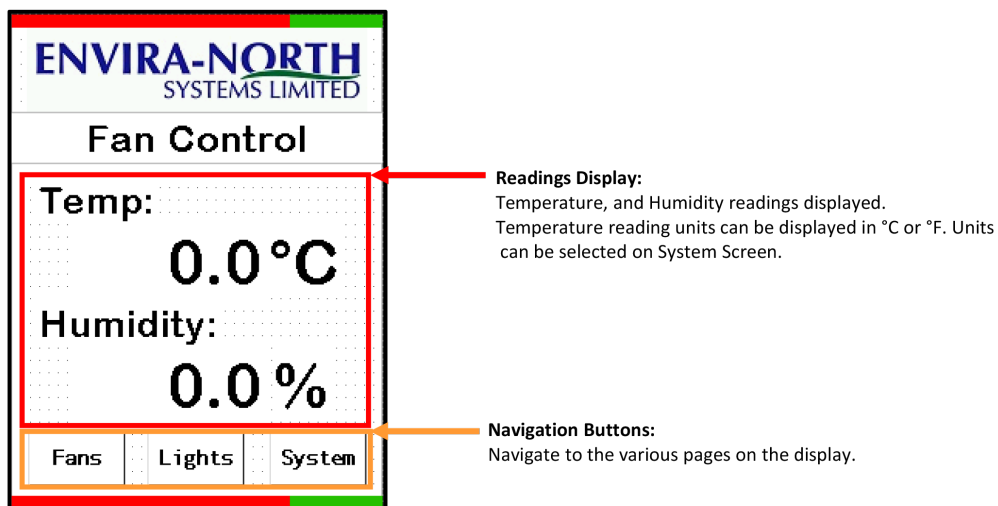 ENVIRA-NORTH
SYSTEMS LIMITED
Fan Control
Temp:
0.0°C
Humidity:
0.0%
Fans Lights System
Readings Display:
Temperature, and Humidity readings displayed.
Temperature reading units can be displayed in °C or °F. Units
can be selected on System Screen.
Navigation Buttons:
Navigate to the various pages on the display.